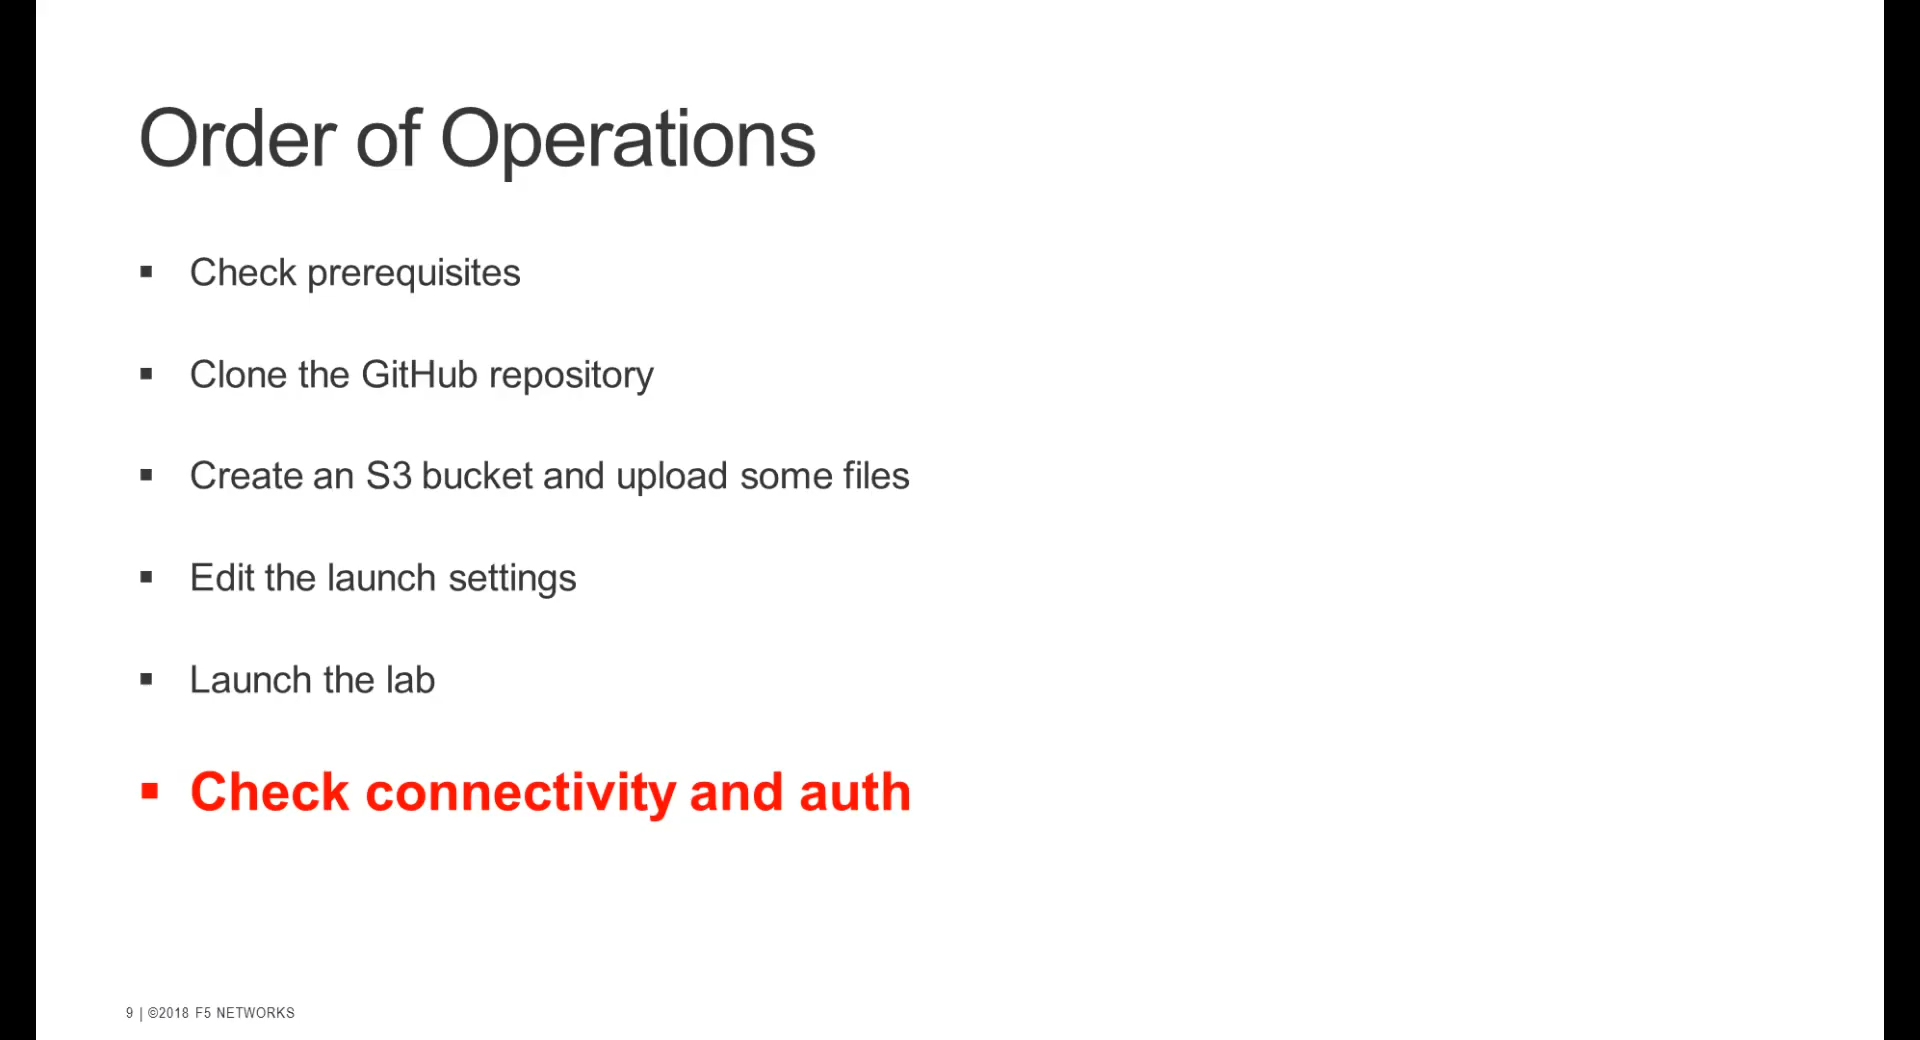 Order of Operations
▪ Check prerequisites
▪ Clone the GitHub repository
▪ Create an S3 bucket and upload some files
▪ Edit the launch settings
▪ Launch the lab
▪ Check connectivity and auth
9 | ©2018 F5 NETWORKS